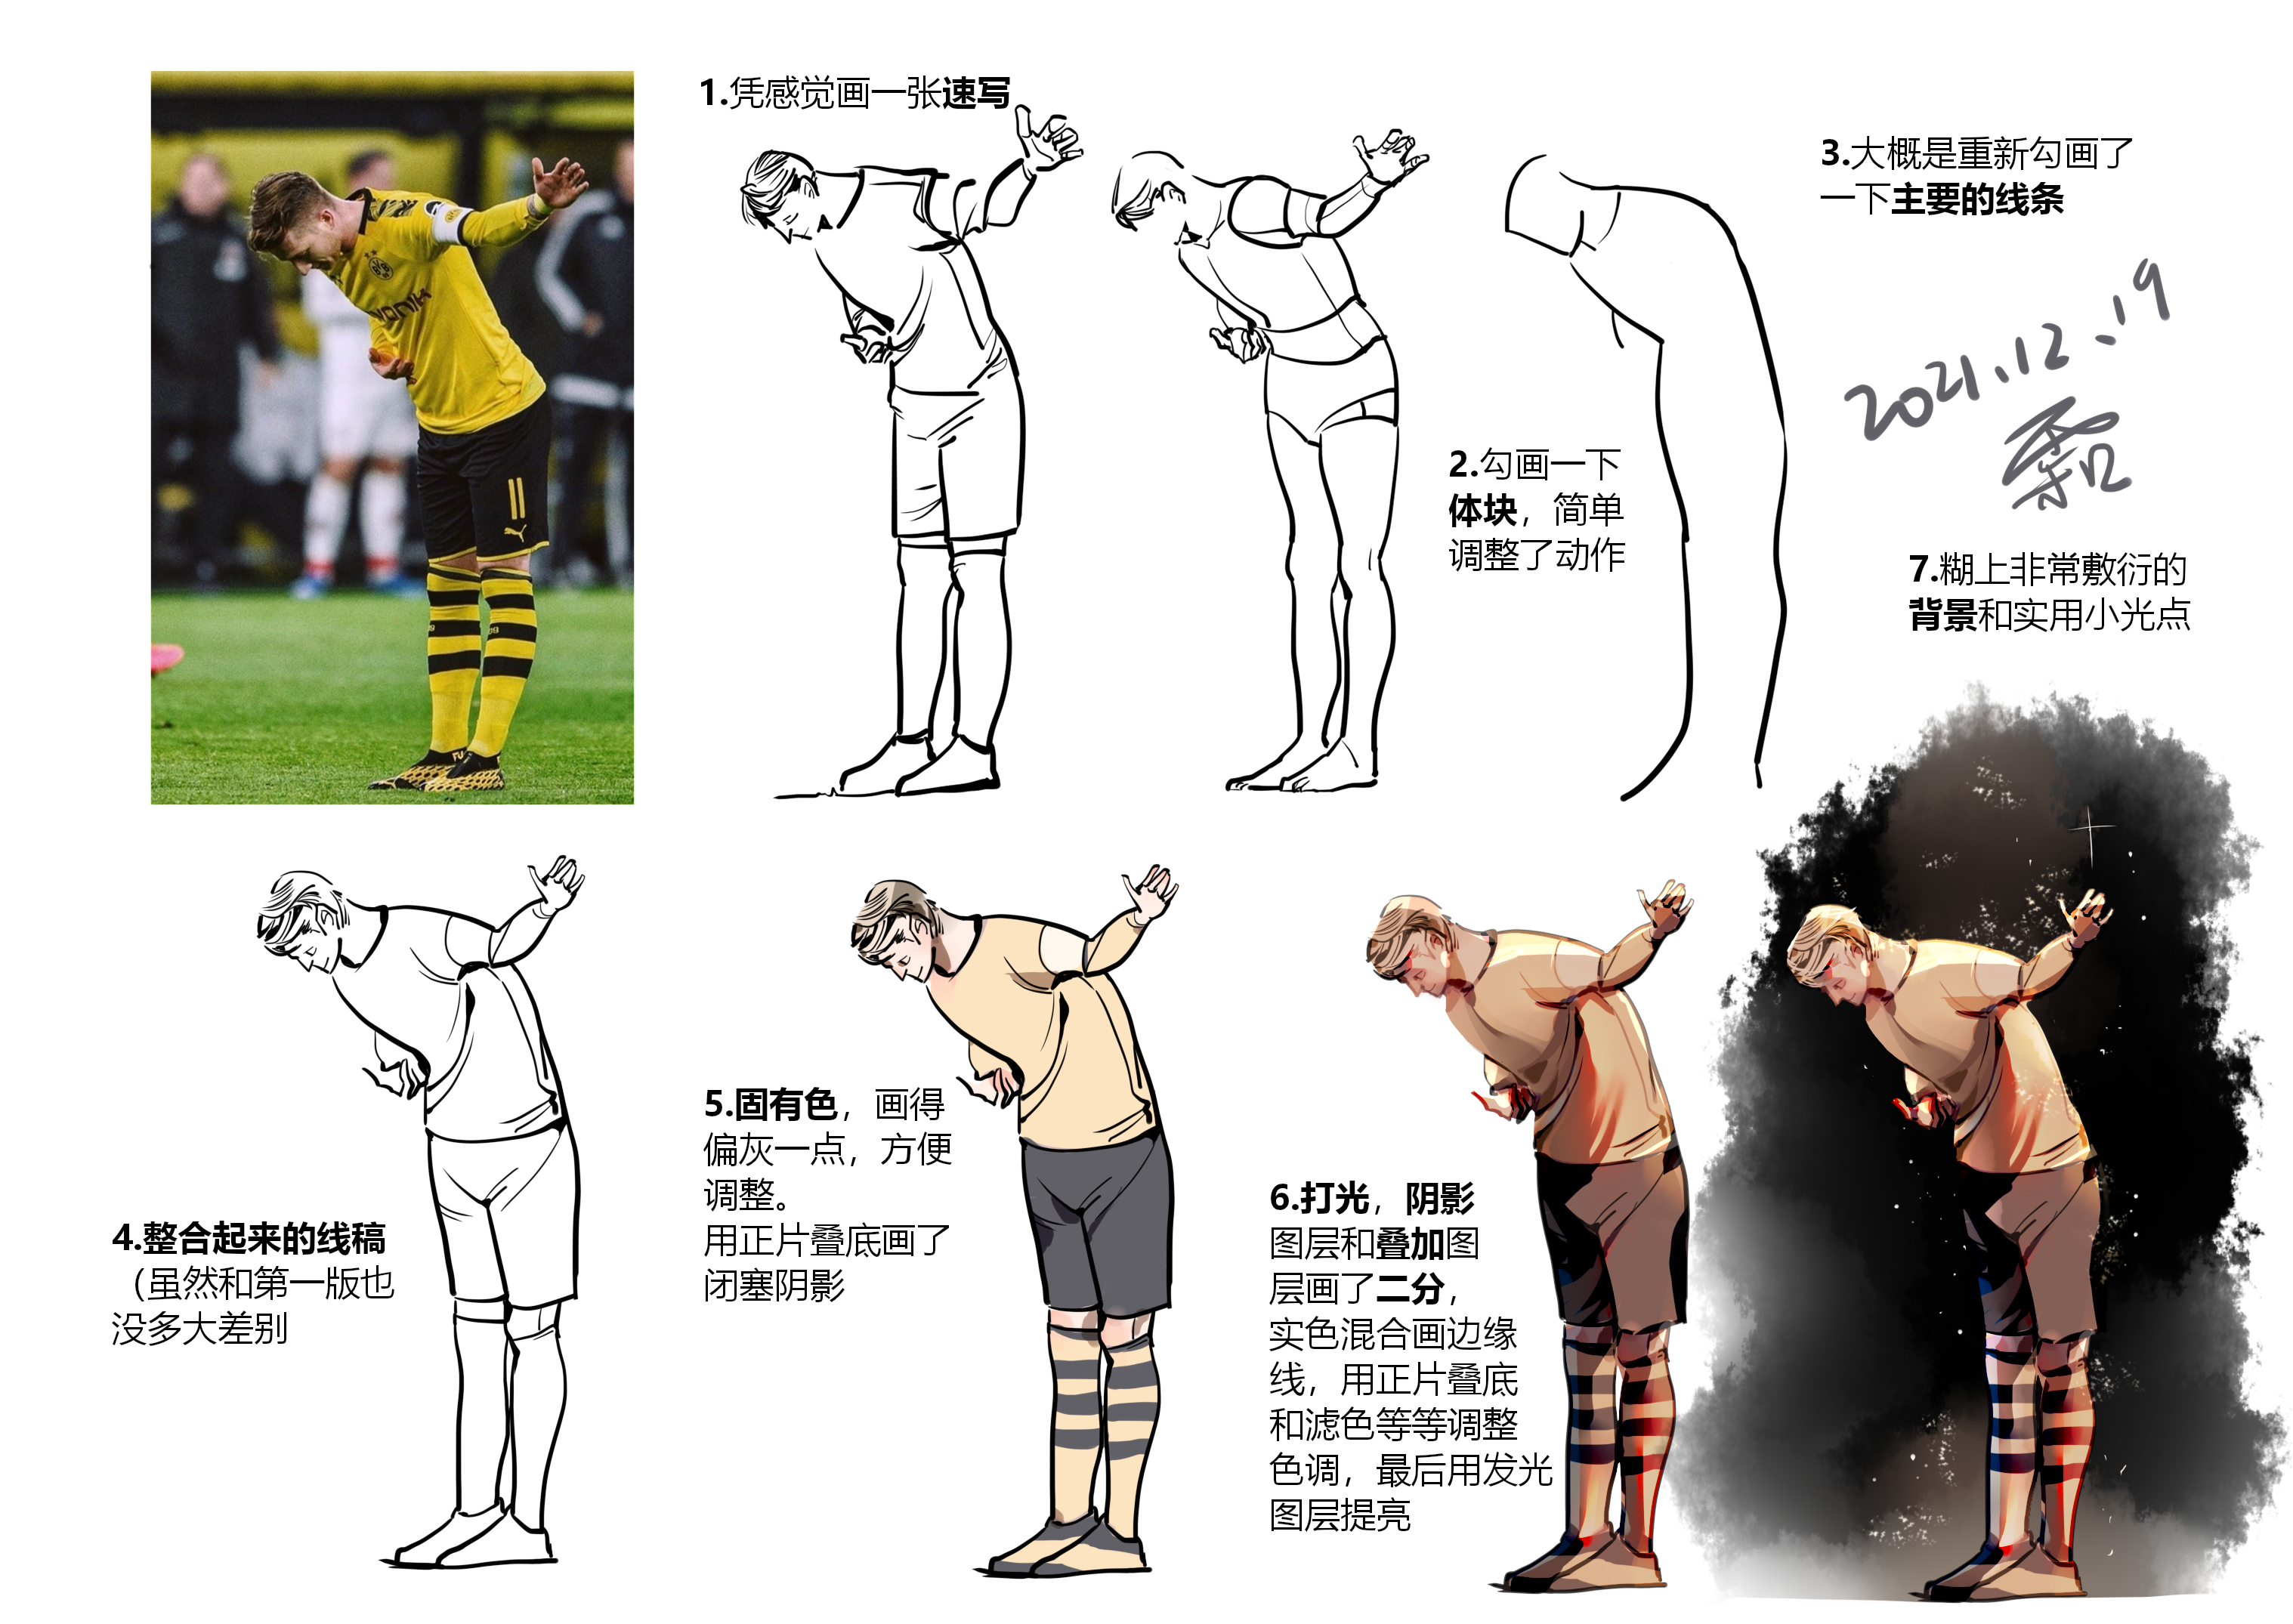 1.凭感觉画一张速写
3.大概是重新勾画了
一下主要的线条
2021.12.19
2.勾画一下
体块，简单
调整了动作
7.糊上非常敷衍的
背景和实用小光点
BVB
09
11
4.整合起来的线稿
（虽然和第一版也
没多大差别
5.固有色，画得
偏灰一点，方便
调整。
用正片叠底画了
闭塞阴影
6.打光，阴影
图层和叠加图
层画了二分，
实色混合画边缘
线，用正片叠底
和滤色等等调整
色调，最后用发光
图层提亮